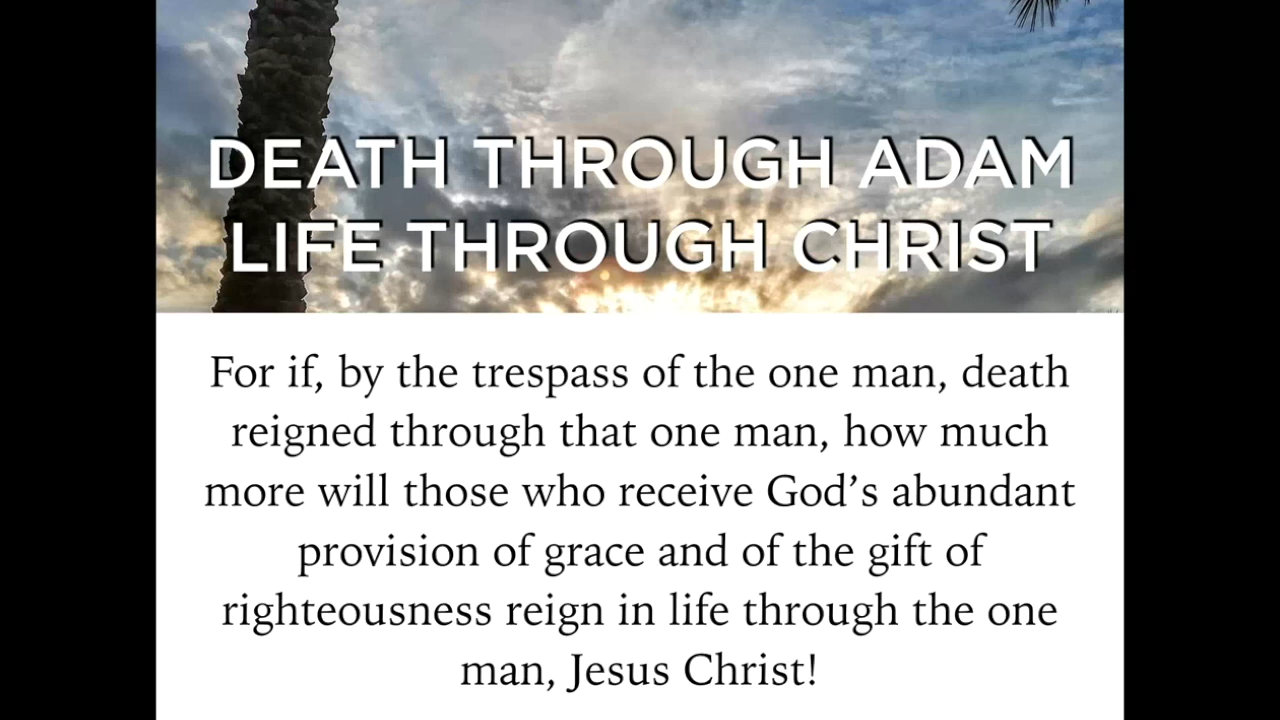 DEATH THROUGH ADAM
LIFE THROUGH CHRIST
For if, by the trespass of the one man, death
reigned through that one man, how much
more will those who receive God’s abundant
provision of grace and of the gift of
righteousness reign in life through the one
man, Jesus Christ!